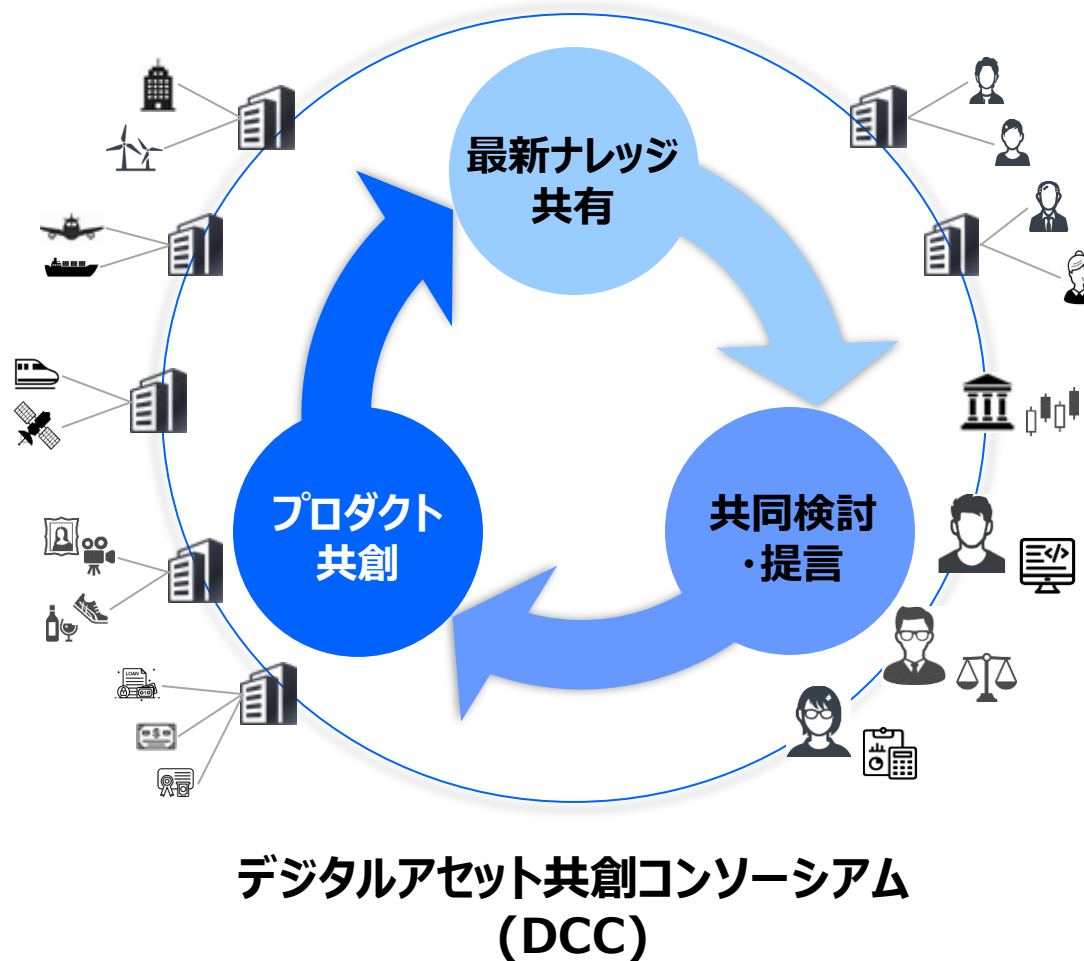 最新ナレッジ
共有
プロダクト
共創
共同検討
・提言
LOAN
デジタルアセット共創コンソーシアム
(DCC)